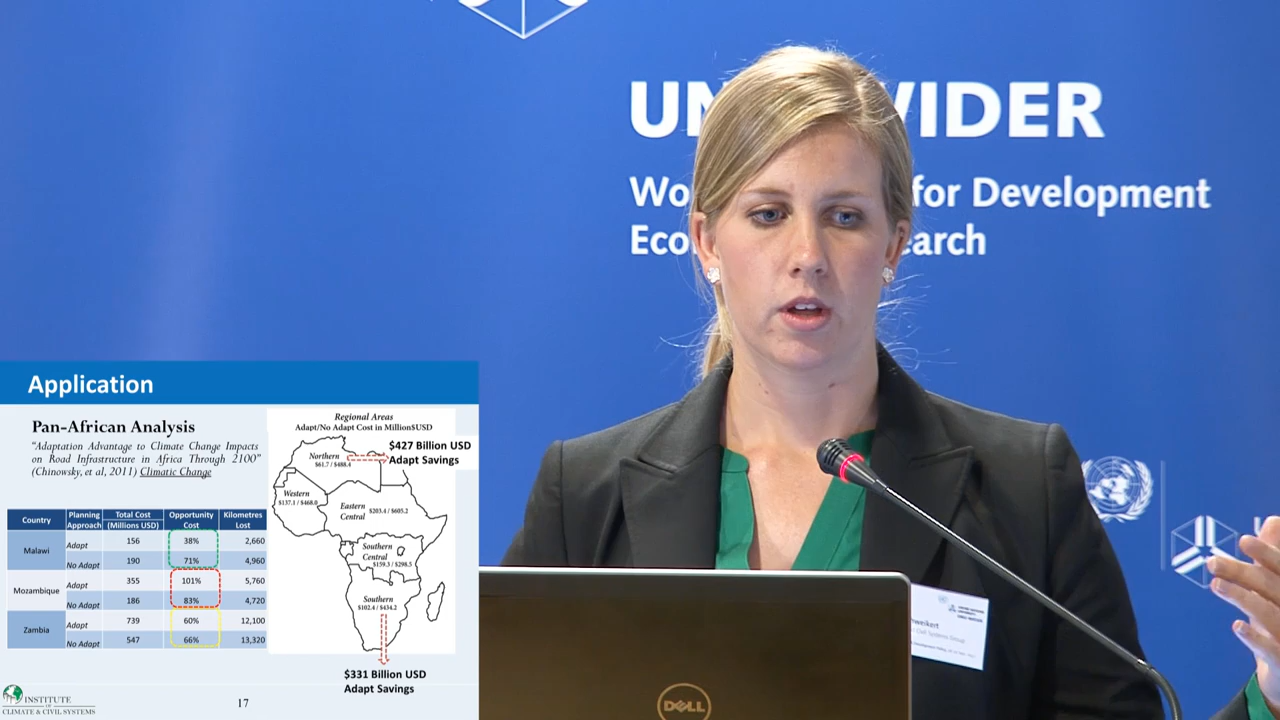 UN WIDER
Wo for Development
Eco earch
Application
Pan-African Analysis
“Adaptation Advantage to Climate Change Impacts
on Road Infrastructure in Africa Through 2100”
(Chinowsky, et al, 2011) Climatic Change
Country Planning Approach Total Cost (Millions USD) Opportunity Cost Kilometres Lost
Malawi Adapt 156 38% 2,660
No Adapt 190 71% 4,960
Mozambique Adapt 355 101% 5,760
No Adapt 186 83% 4,720
Zambia Adapt 739 60% 12,100
No Adapt 547 66% 13,320
Regional Areas
Adapt/No Adapt Cost in Million$USD
$427 Billion USD
Adapt Savings
Northern
$61.7 / $488.4
Western
$137.1 / $468.0
Eastern
Central
$203.4 / $605.2
Southern
Central
$159.3 / $298.5
Southern
$102.4 / $434.2
$331 Billion USD
Adapt Savings
INSTITUTE
OF
CLIMATE & CIVIL SYSTEMS
17
DELL
weikert
Civil Systems Group
U